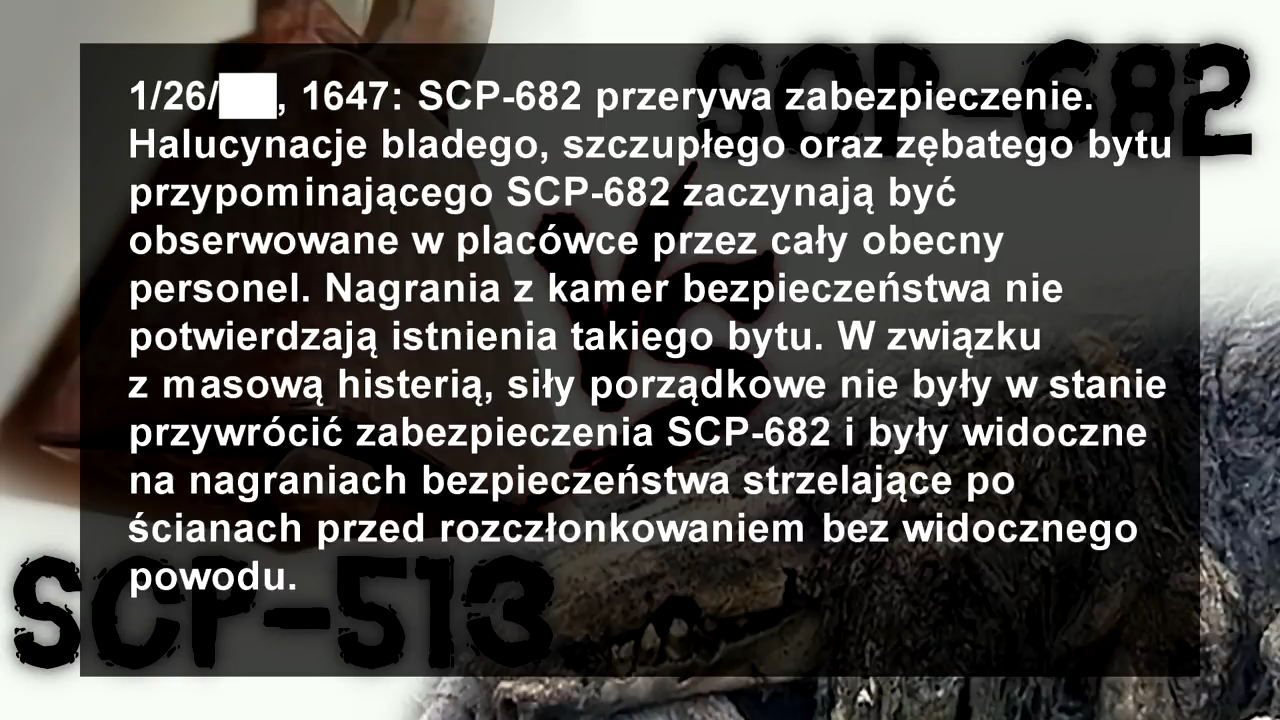 1/26/██, 1647: SCP-682 przerywa zabezpieczenie.
Halucynacje bladego, szczupłego oraz zębatego bytu
przypominającego SCP-682 zaczynają być
obserwowane w placówce przez cały obecny
personel. Nagrania z kamer bezpieczeństwa nie
potwierdzają istnienia takiego bytu. W związku
z masową histerią, siły porządkowe nie były w stanie
przywrócić zabezpieczenia SCP-682 i były widoczne
na nagraniach bezpieczeństwa strzelające po
ścianach przed rozczłonkowaniem bez widocznego
powodu.
SCP-682
VS
SCP-513